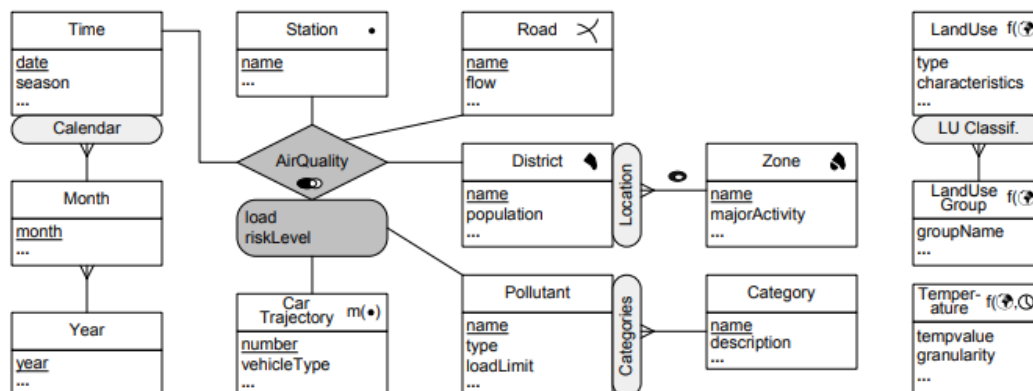 Time
date
season
...
Calendar
Month
month
...
Year
year
...
Station
name
...
Road
name
flow
...
AirQuality
load
riskLevel
Car
Trajectory m(•)
number
vehicleType
...
District
name
population
...
Location
Zone
name
majorActivity
...
Pollutant
name
type
loadLimit
...
Categories
Category
name
description
...
LandUse f(
type
characteristics
...
LU Classif.
LandUse
Group f(
groupName
...
Temper-
ature f( ,
tempvalue
granularity
...